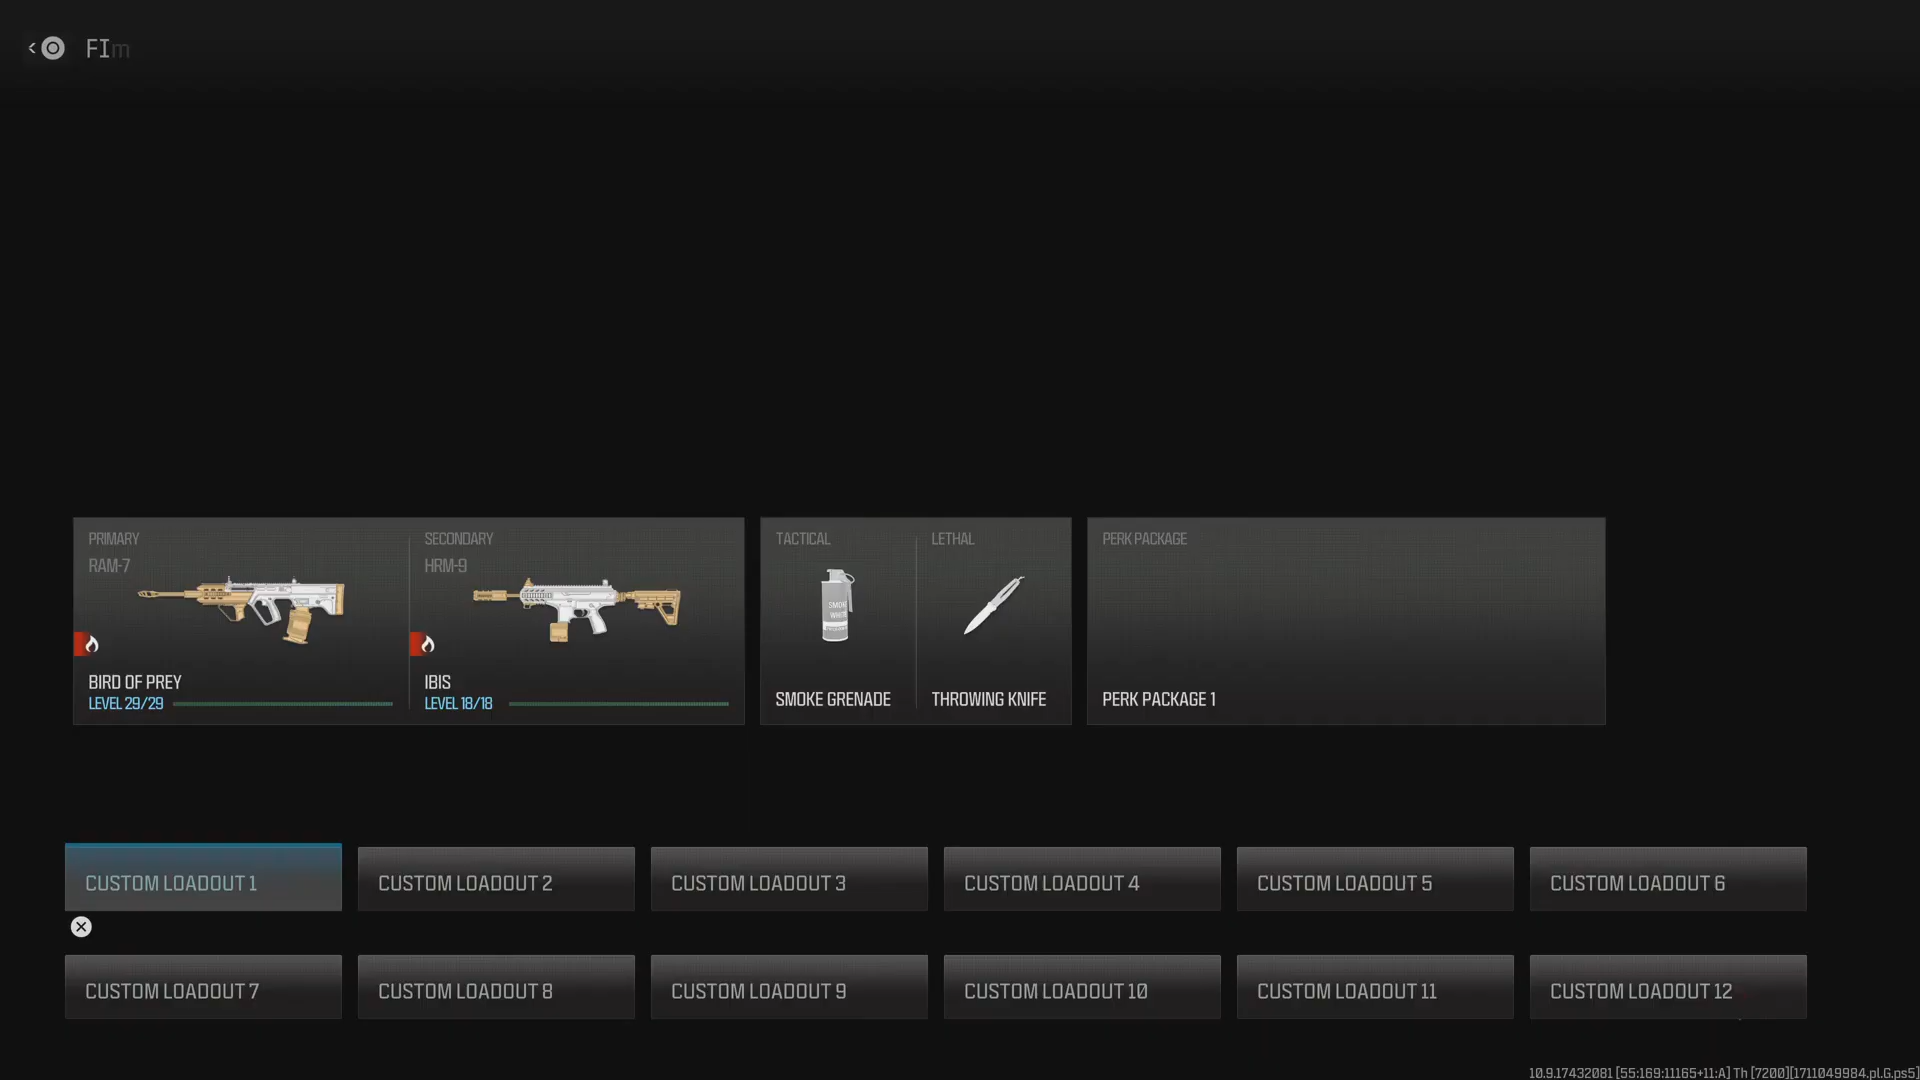 FIm
PRIMARY
RAM-7
BIRD OF PREY
LEVEL 29/29
SECONDARY
HRM-9
IBIS
LEVEL 18/18
TACTICAL
SMOKE
WHITE
SMOKE GRENADE
LETHAL
THROWING KNIFE
PERK PACKAGE
PERK PACKAGE 1
CUSTOM LOADOUT 1
CUSTOM LOADOUT 2
CUSTOM LOADOUT 3
CUSTOM LOADOUT 4
CUSTOM LOADOUT 5
CUSTOM LOADOUT 6
CUSTOM LOADOUT 7
CUSTOM LOADOUT 8
CUSTOM LOADOUT 9
CUSTOM LOADOUT 10
CUSTOM LOADOUT 11
CUSTOM LOADOUT 12
10.9.17432081 [55:169:11165+11:A] Th [7200][1711049984.pl.G.ps5]